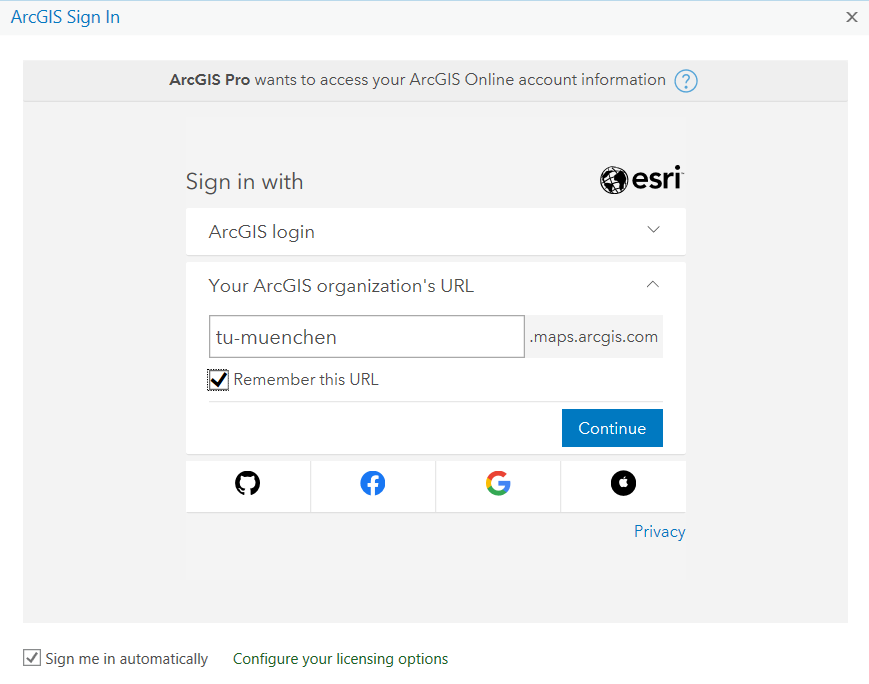 ArcGIS Sign In
ArcGIS Pro wants to access your ArcGIS Online account information ?
Sign in with
esri
ArcGIS login
Your ArcGIS organization's URL
tu-muenchen .maps.arcgis.com
Remember this URL
Continue
Privacy
Sign me in automatically Configure your licensing options